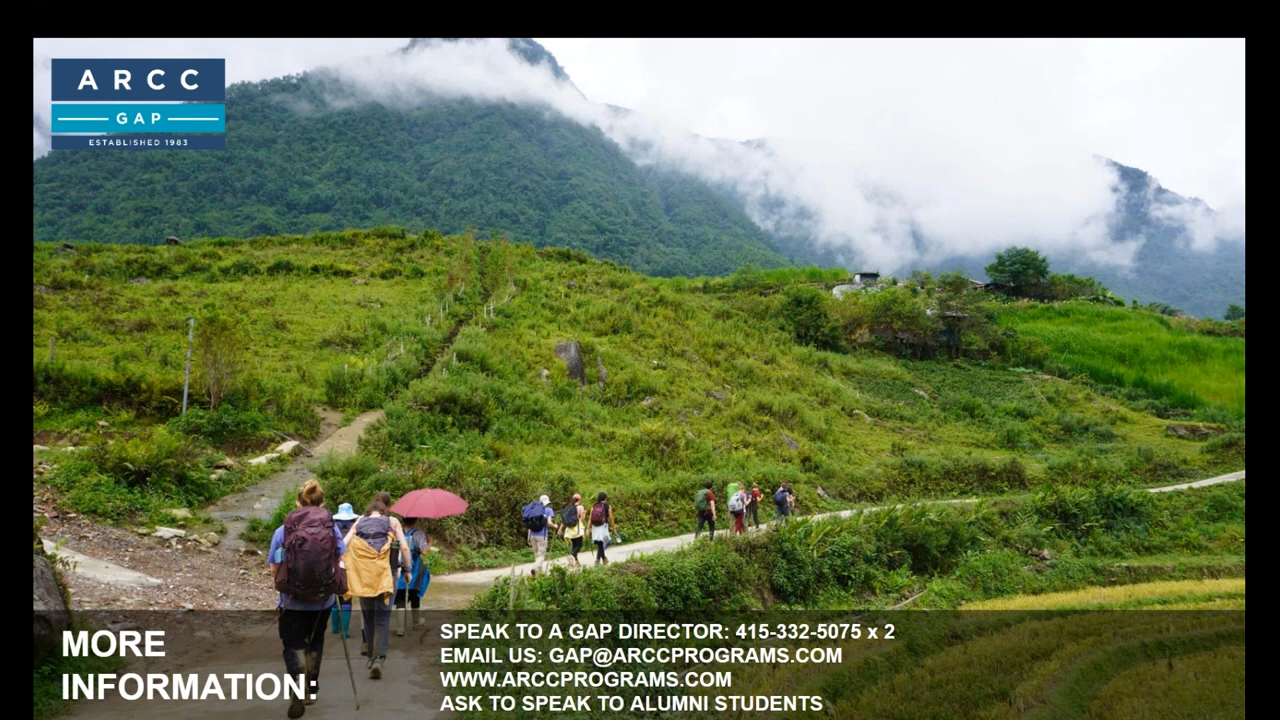 ARCC
GAP
ESTABLISHED 1983
MORE
INFORMATION:
SPEAK TO A GAP DIRECTOR: 415-332-5075 x 2
EMAIL US: GAP@ARCCPROGRAMS.COM
WWW.ARCCPROGRAMS.COM
ASK TO SPEAK TO ALUMNI STUDENTS